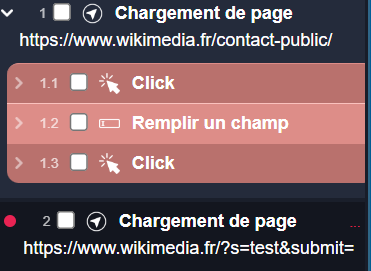 1 Chargement de page
https://www.wikimedia.fr/contact-public/
1.1 Click
1.2 Remplir un champ
1.3 Click
2 Chargement de page ...
https://www.wikimedia.fr/?s=test&submit=